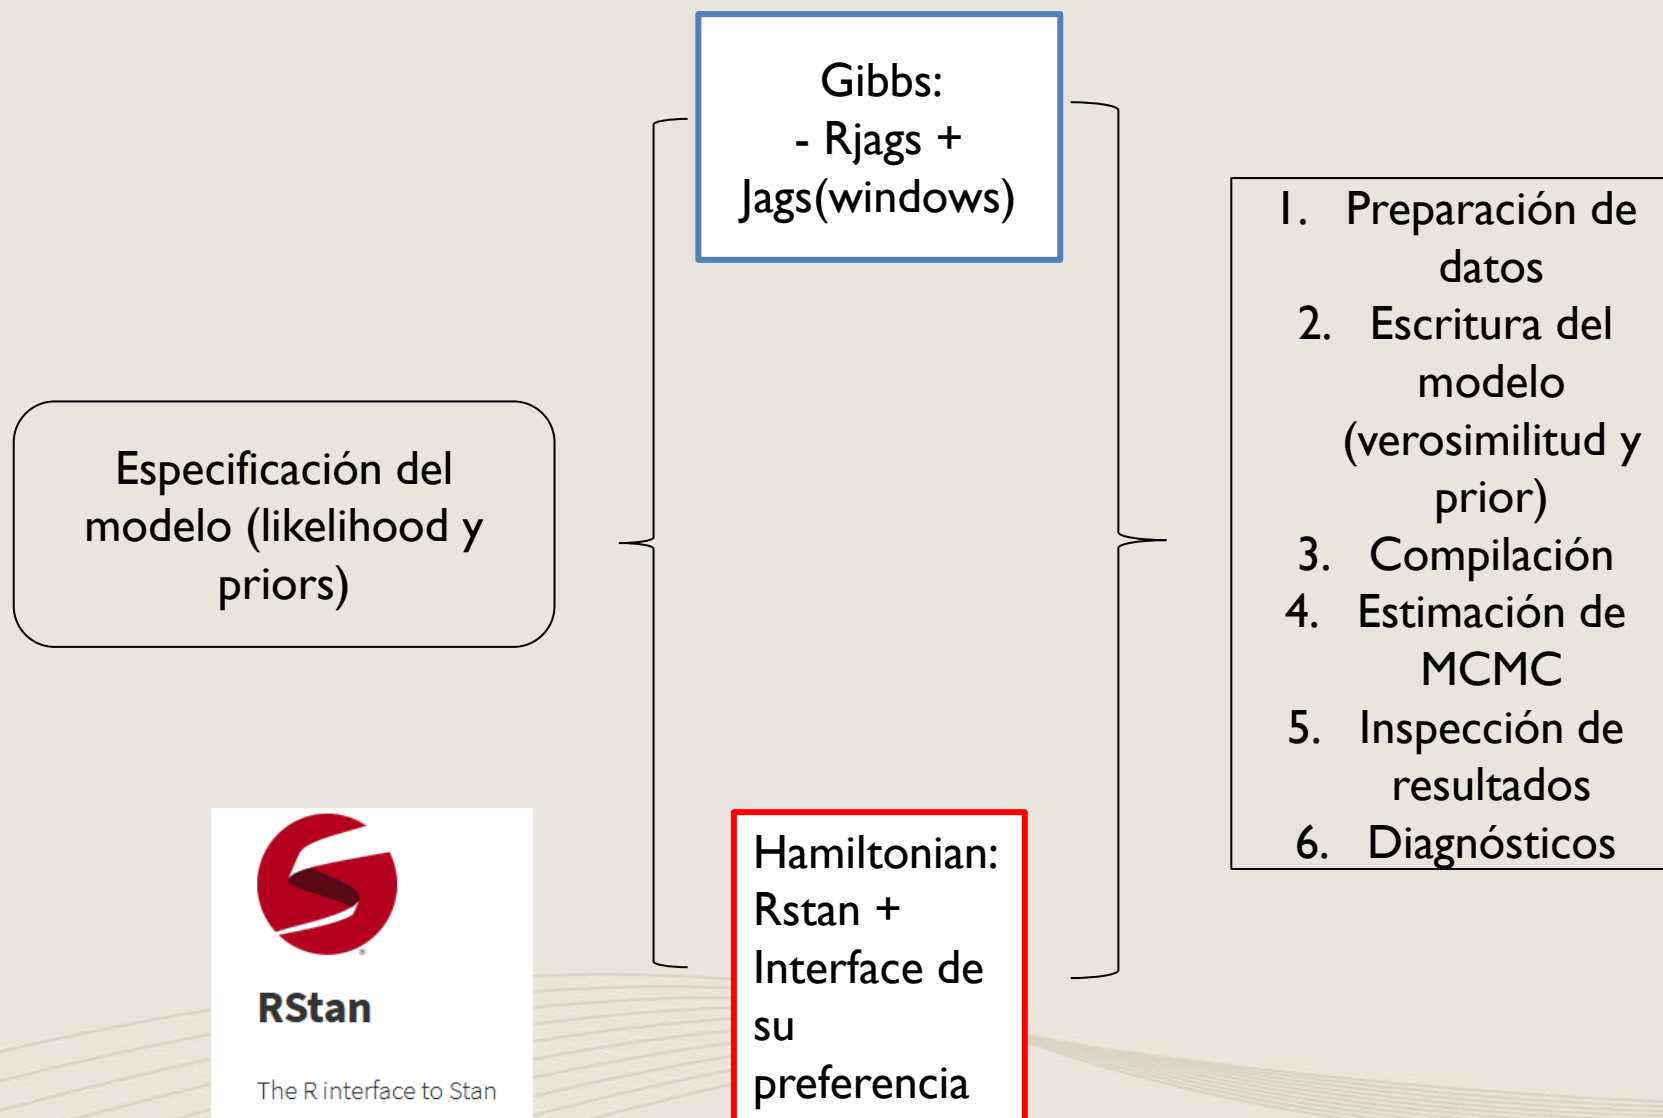 Gibbs:
- Rjags +
Jags(windows)
Especificación del
modelo (likelihood y
priors)
1. Preparación de
datos
2. Escritura del
modelo
(verosimilitud y
prior)
3. Compilación
4. Estimación de
MCMC
5. Inspección de
resultados
6. Diagnósticos
RStan
The R interface to Stan
Hamiltonian:
Rstan +
Interface de
su
preferencia